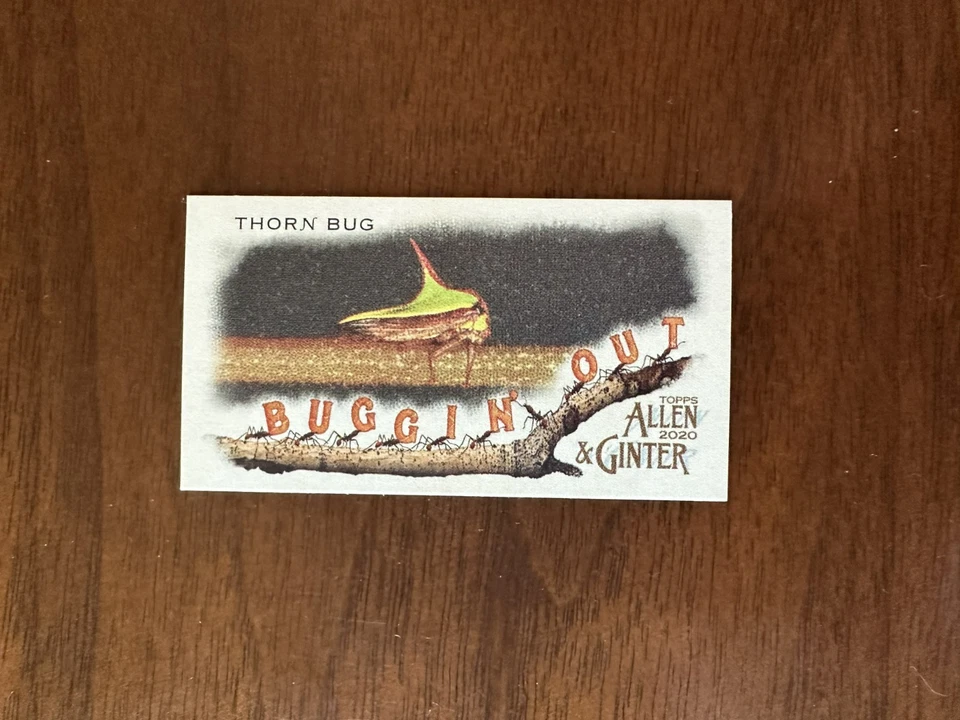 THORN BUG
BUGGIN' OUT
TOPPS
ALLEN
2020
& GINTER